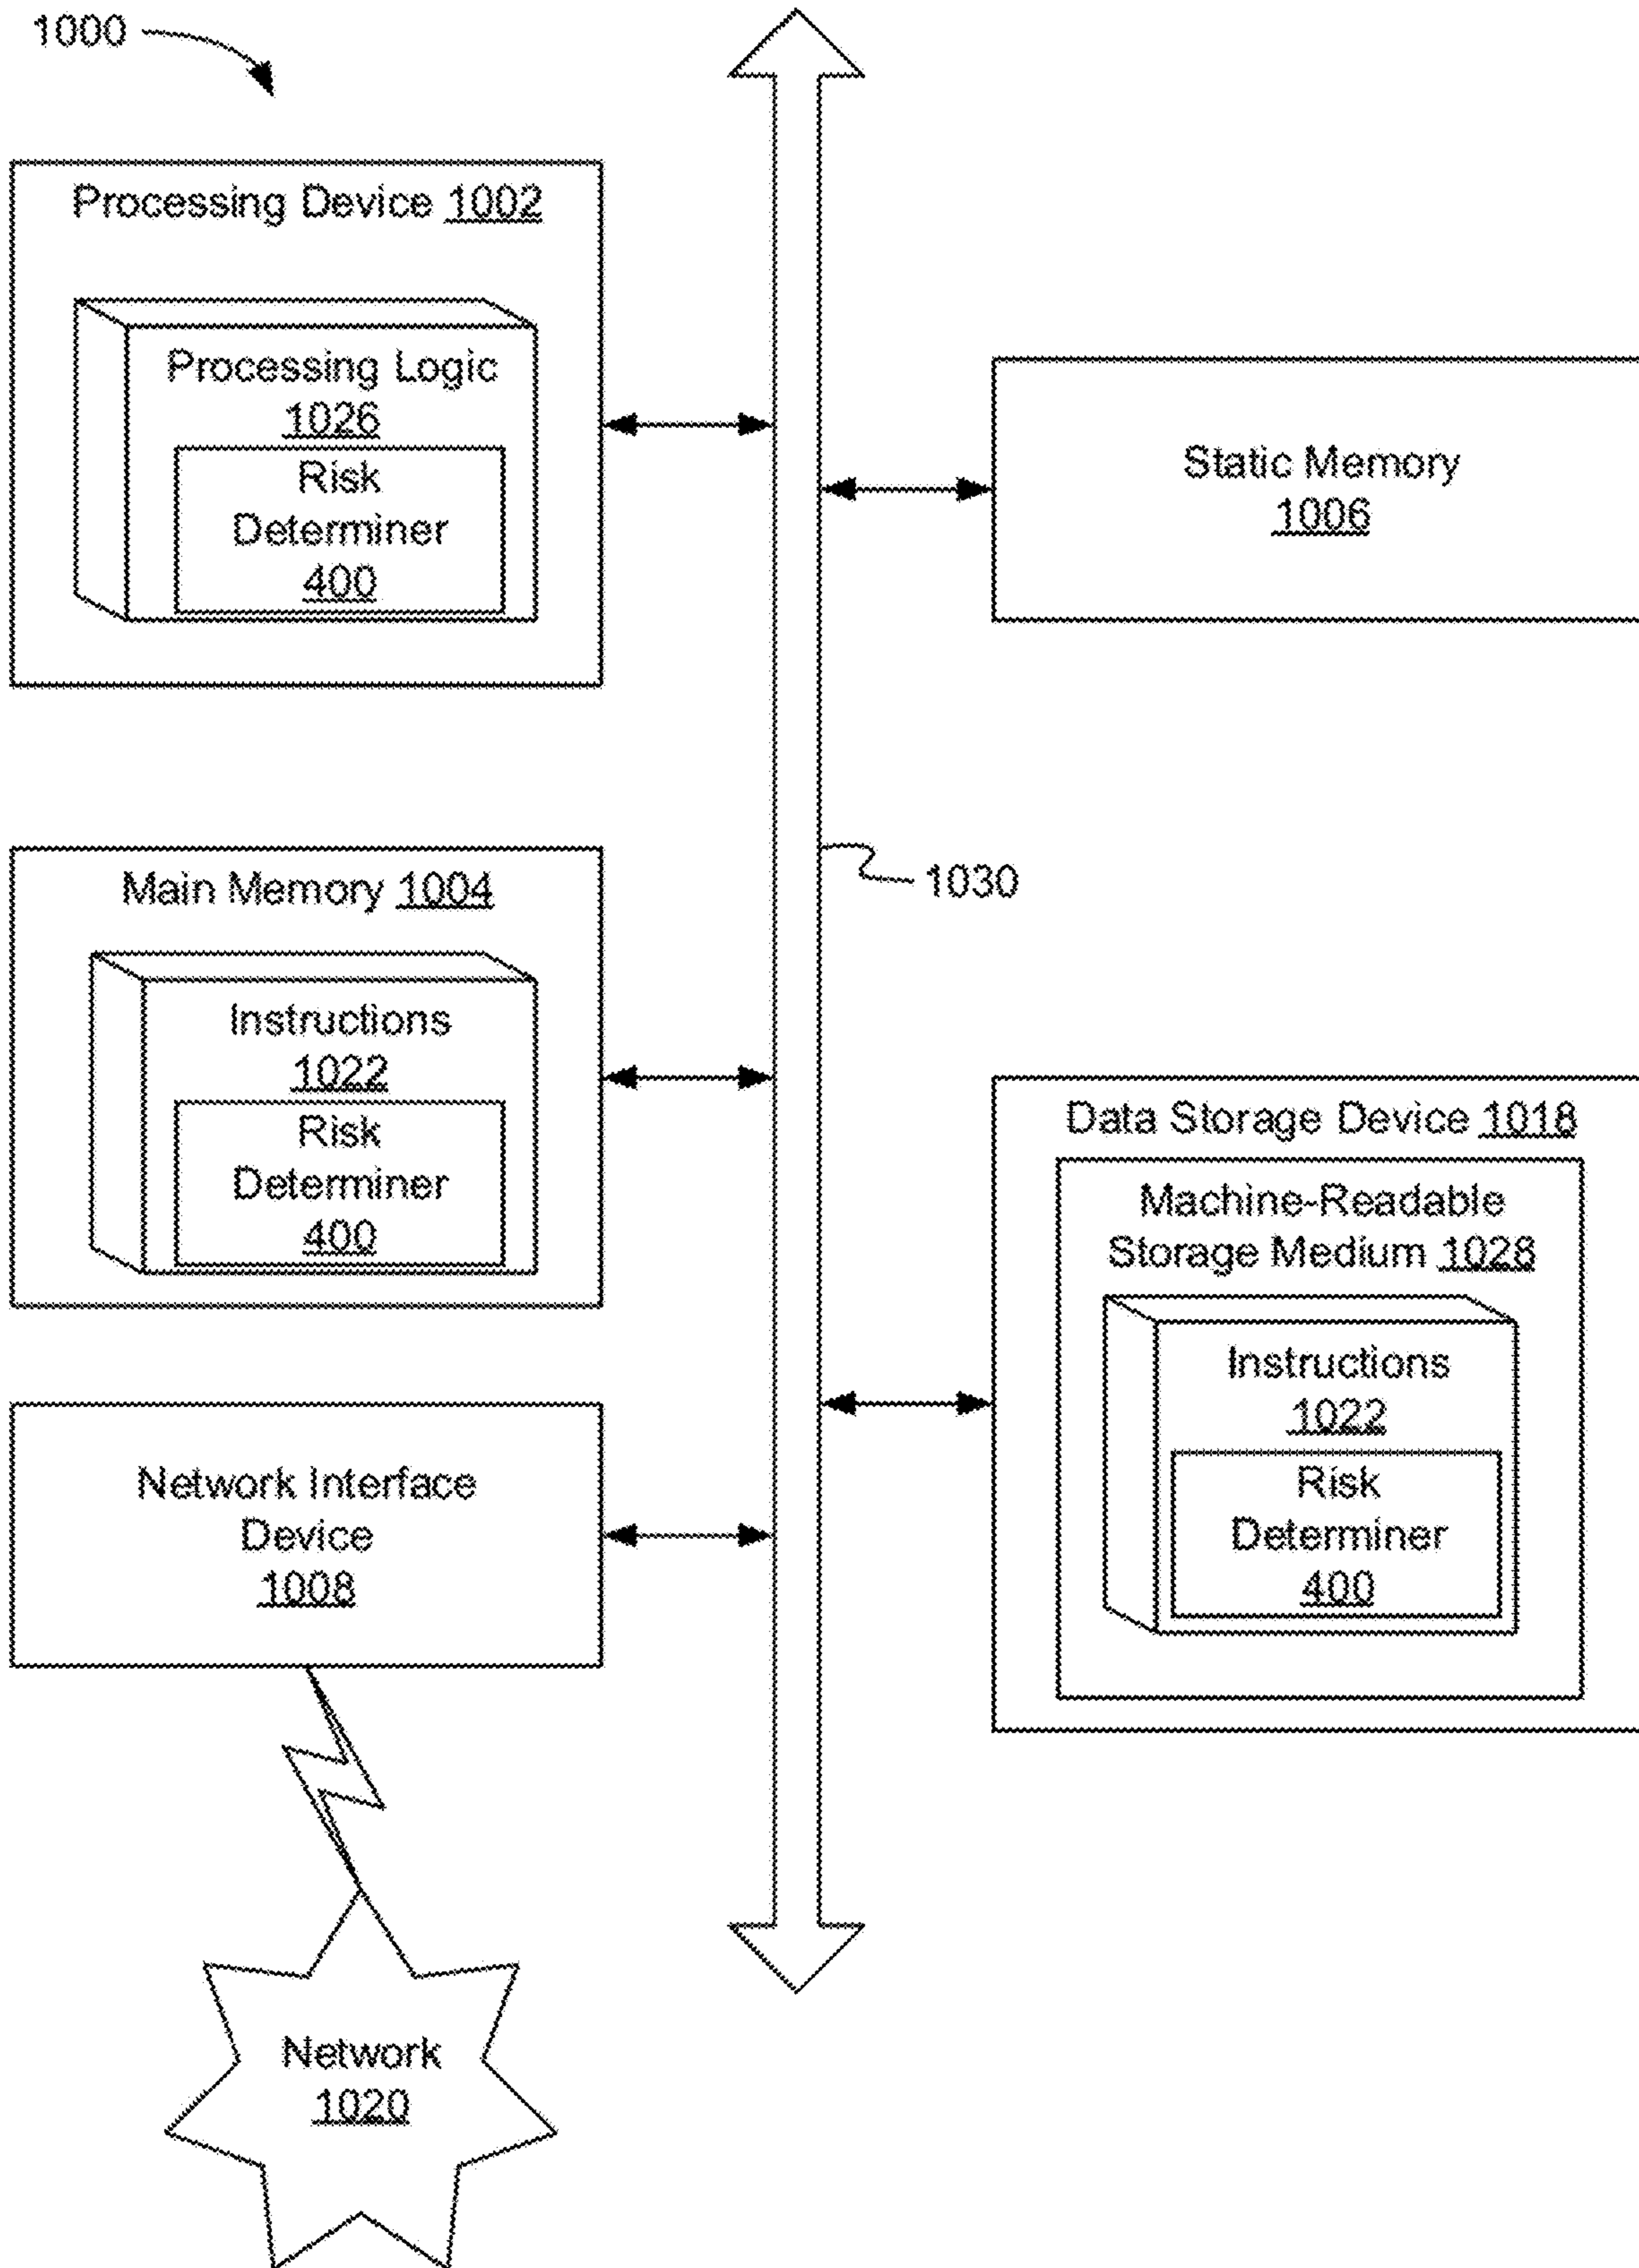 1000
Processing Device 1002
Processing Logic
1026
Risk
Determiner
400
Static Memory
1006
Main Memory 1004
Instructions
1022
Risk
Determiner
400
1030
Data Storage Device 1018
Machine-Readable
Storage Medium 1028
Instructions
1022
Risk
Determiner
400
Network Interface
Device
1008
Network
1020